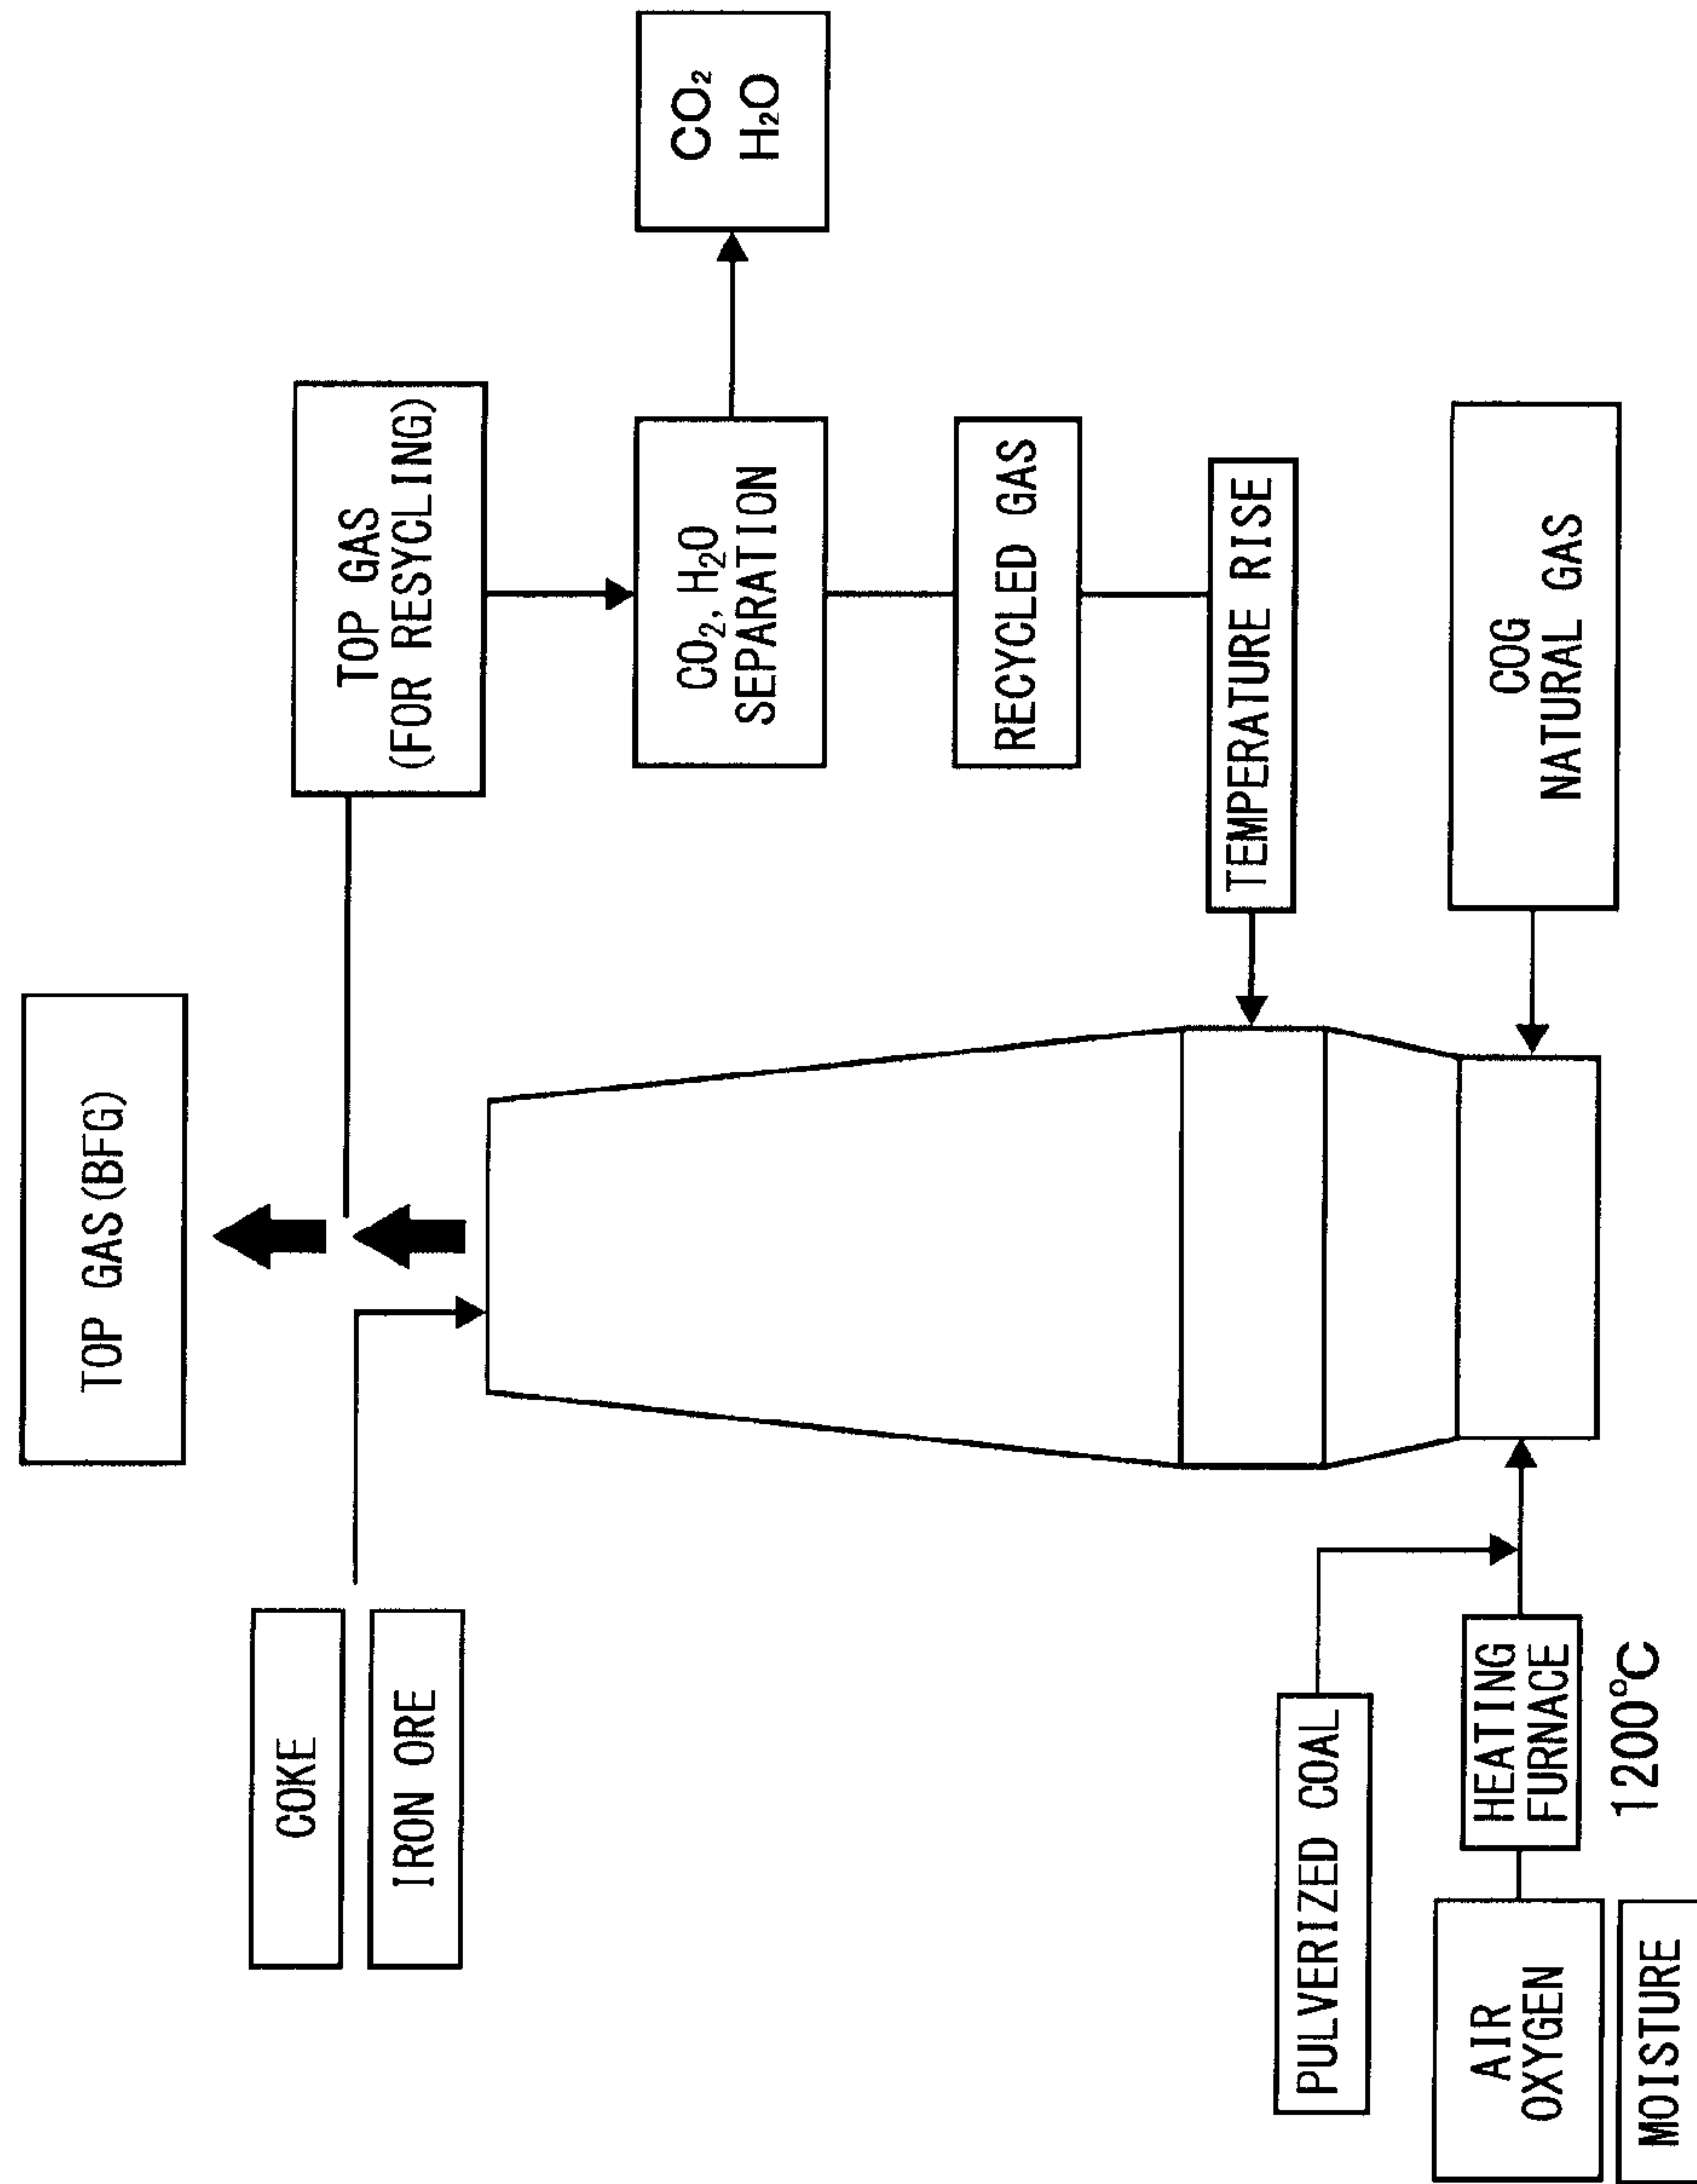 TOP GAS(BFG)
COKE
IRON ORE
TOP GAS
(FOR RESYCLING)
CO₂, H₂O
SEPARATION
CO₂
H₂O
RECYCLED GAS
TEMPERATURE RISE
PULVERIZED COAL
AIR
OXYGEN
MOISTURE
HEATING
FURNACE
1200°C
COG
NATURAL GAS